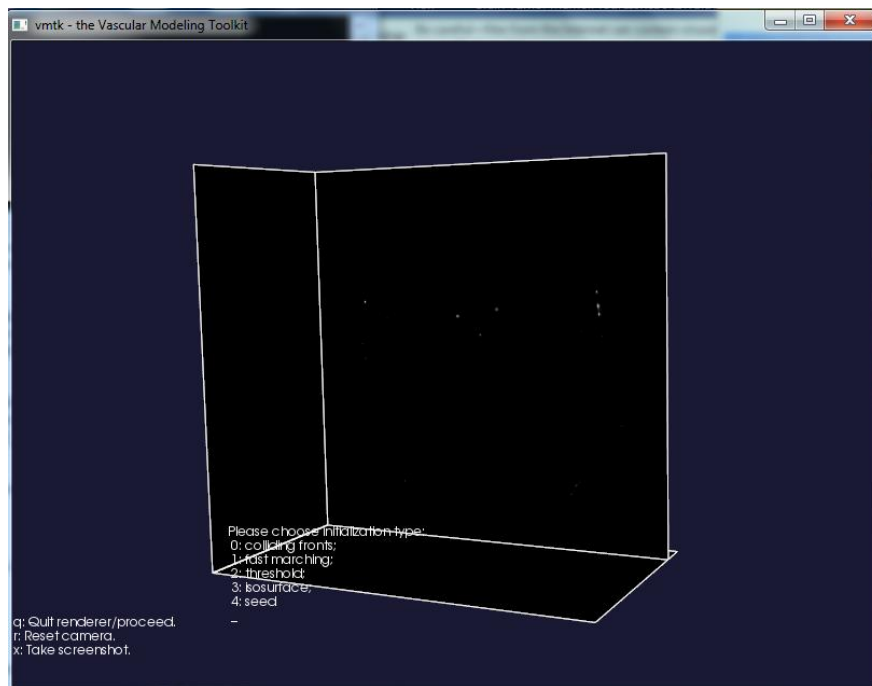 vmtk - the Vascular Modeling Toolkit
Please choose initialization type:
0: colliding fronts;
1: fast marching;
2: threshold;
3: isosurface;
4: seed
_
q: Quit renderer/proceed.
r: Reset camera.
x: Take screenshot.